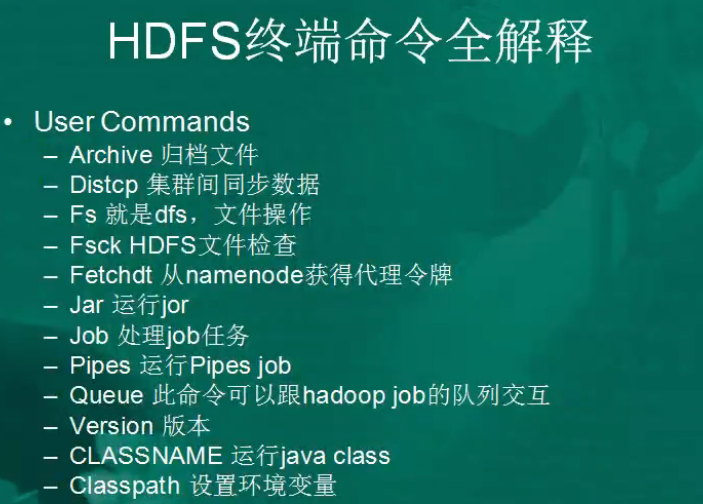 HDFS终端命令全解释
• User Commands
– Archive 归档文件
– Distcp 集群间同步数据
– Fs 就是dfs，文件操作
– Fsck HDFS文件检查
– Fetchdt 从namenode获得代理令牌
– Jar 运行jor
– Job 处理job任务
– Pipes 运行Pipes job
– Queue 此命令可以跟hadoop job的队列交互
– Version 版本
– CLASSNAME 运行java class
– Classpath 设置环境变量